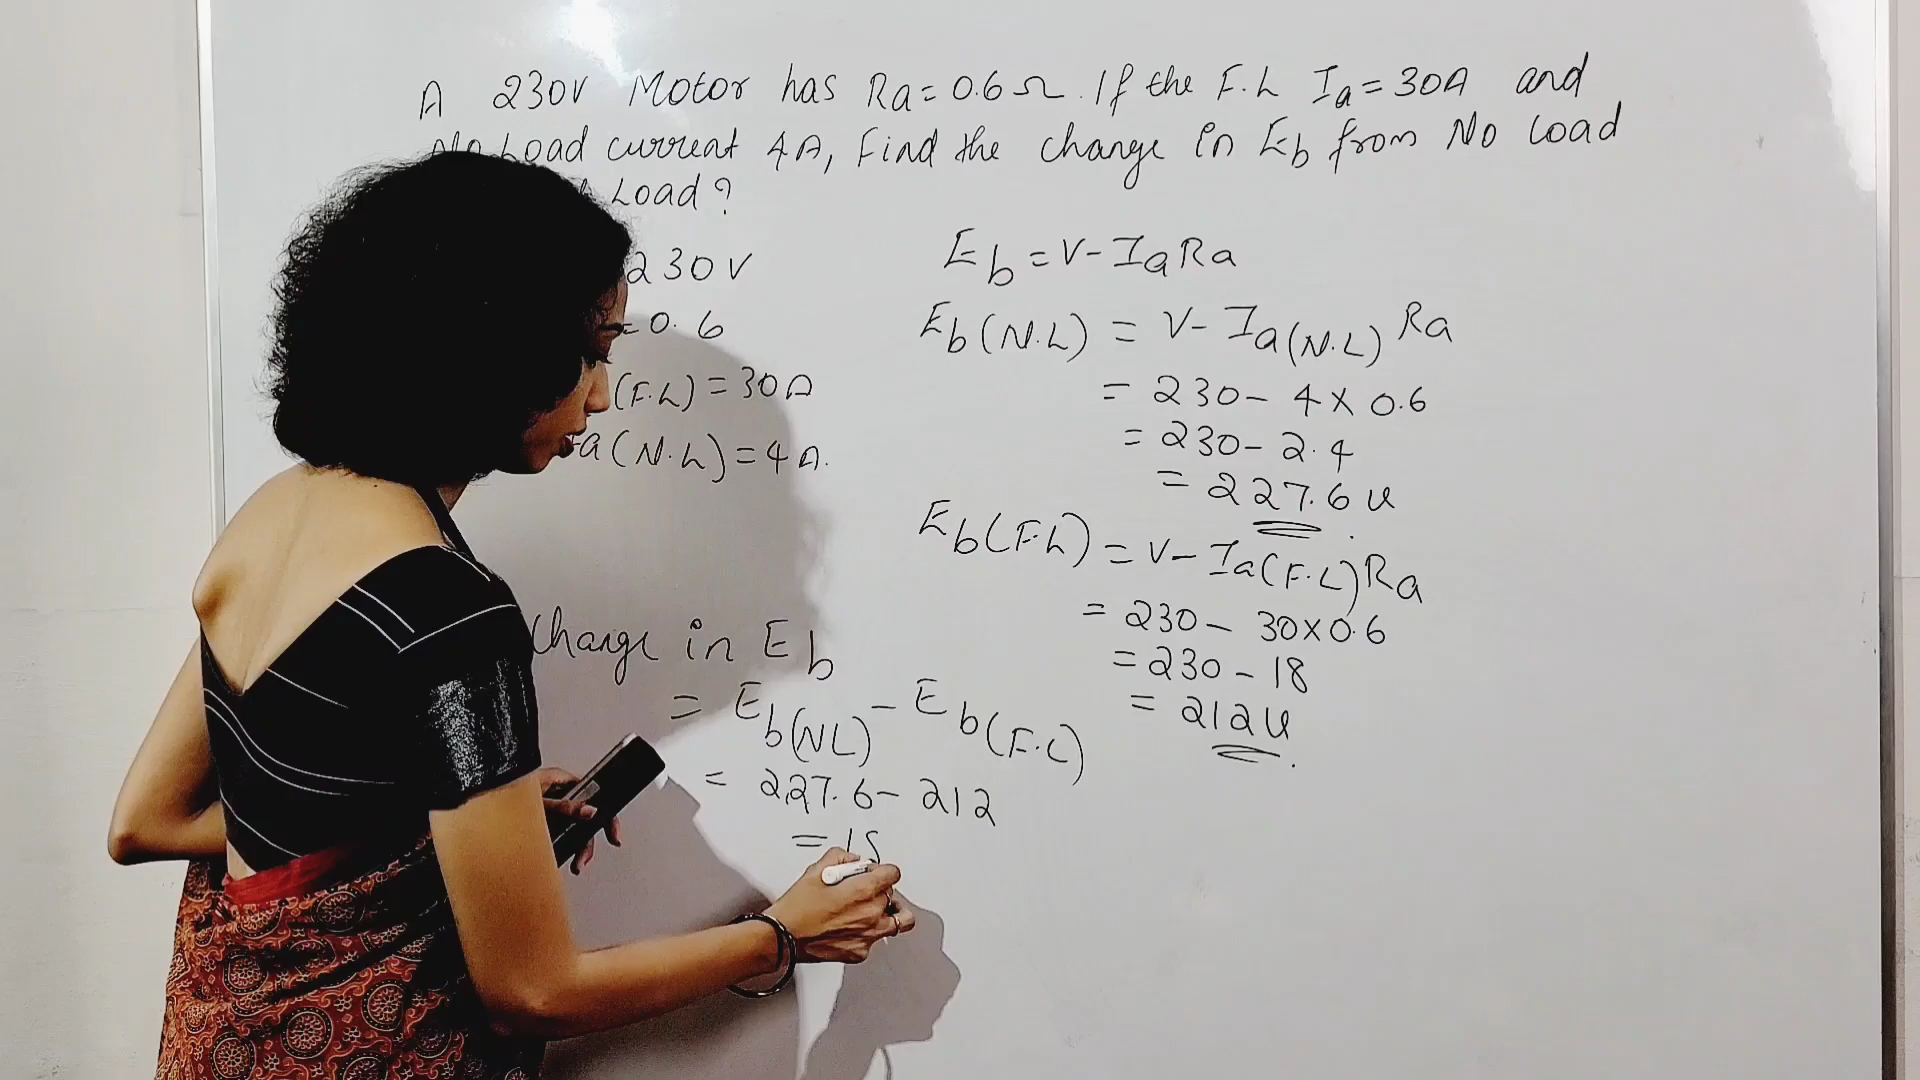 A 230V Motor has Ra = 0.6 Ω. If the F.L Ia = 30A and
Load current 4A, Find the change in Eb from No Load
Load?
230V
= 0.6
(F.L) = 30A
a (N.L) = 4A.
Eb = V - IaRa
Eb(N.L) = V - Ia(N.L) Ra
= 230 - 4 x 0.6
= 230 - 2.4
= 227.6 V
Eb(F.L) = V - Ia(F.L) Ra
= 230 - 30 x 0.6
= 230 - 18
= 212V.
Change in Eb
= Eb(NL) - Eb(F.L)
= 227.6 - 212
= 15